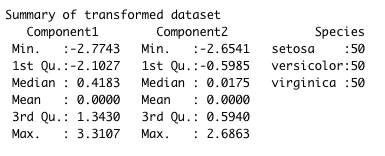 Summary of transformed dataset
Component1 Component2 Species
Min. :-2.7743 Min. :-2.6541 setosa :50
1st Qu.:-2.1027 1st Qu.:-0.5985 versicolor:50
Median : 0.4183 Median : 0.0175 virginica :50
Mean : 0.0000 Mean : 0.0000
3rd Qu.: 1.3430 3rd Qu.: 0.5940
Max. : 3.3107 Max. : 2.6863